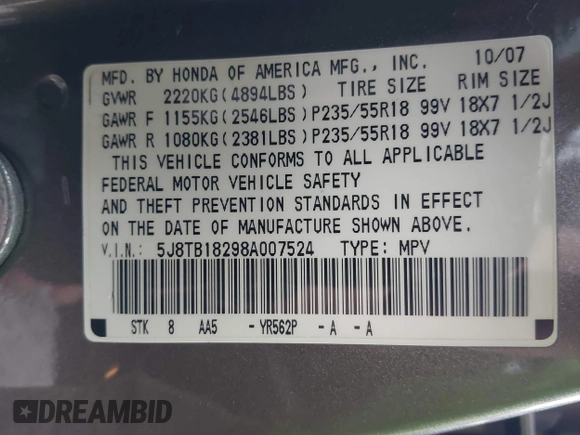 MFD. BY HONDA OF AMERICA MFG., INC. 10/07
GVWR 2220KG(4894LBS) TIRE SIZE RIM SIZE
GAWR F 1155KG(2546LBS)P235/55R18 99V 18X7 1/2J
GAWR R 1080KG(2381LBS)P235/55R18 99V 18X7 1/2J
THIS VEHICLE CONFORMS TO ALL APPLICABLE
FEDERAL MOTOR VEHICLE SAFETY
AND THEFT PREVENTION STANDARDS IN EFFECT
ON THE DATE OF MANUFACTURE SHOWN ABOVE.
V.I.N: 5J8TB18298A007524 TYPE: MPV
STK 8 AA5 - YR562P - A - A
DREAMBID